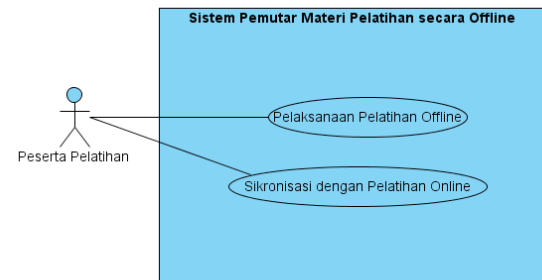 Sistem Pemutar Materi Pelatihan secara Offline
Pelaksanaan Pelatihan Offline
Peserta Pelatihan
Sikronisasi dengan Pelatihan Online